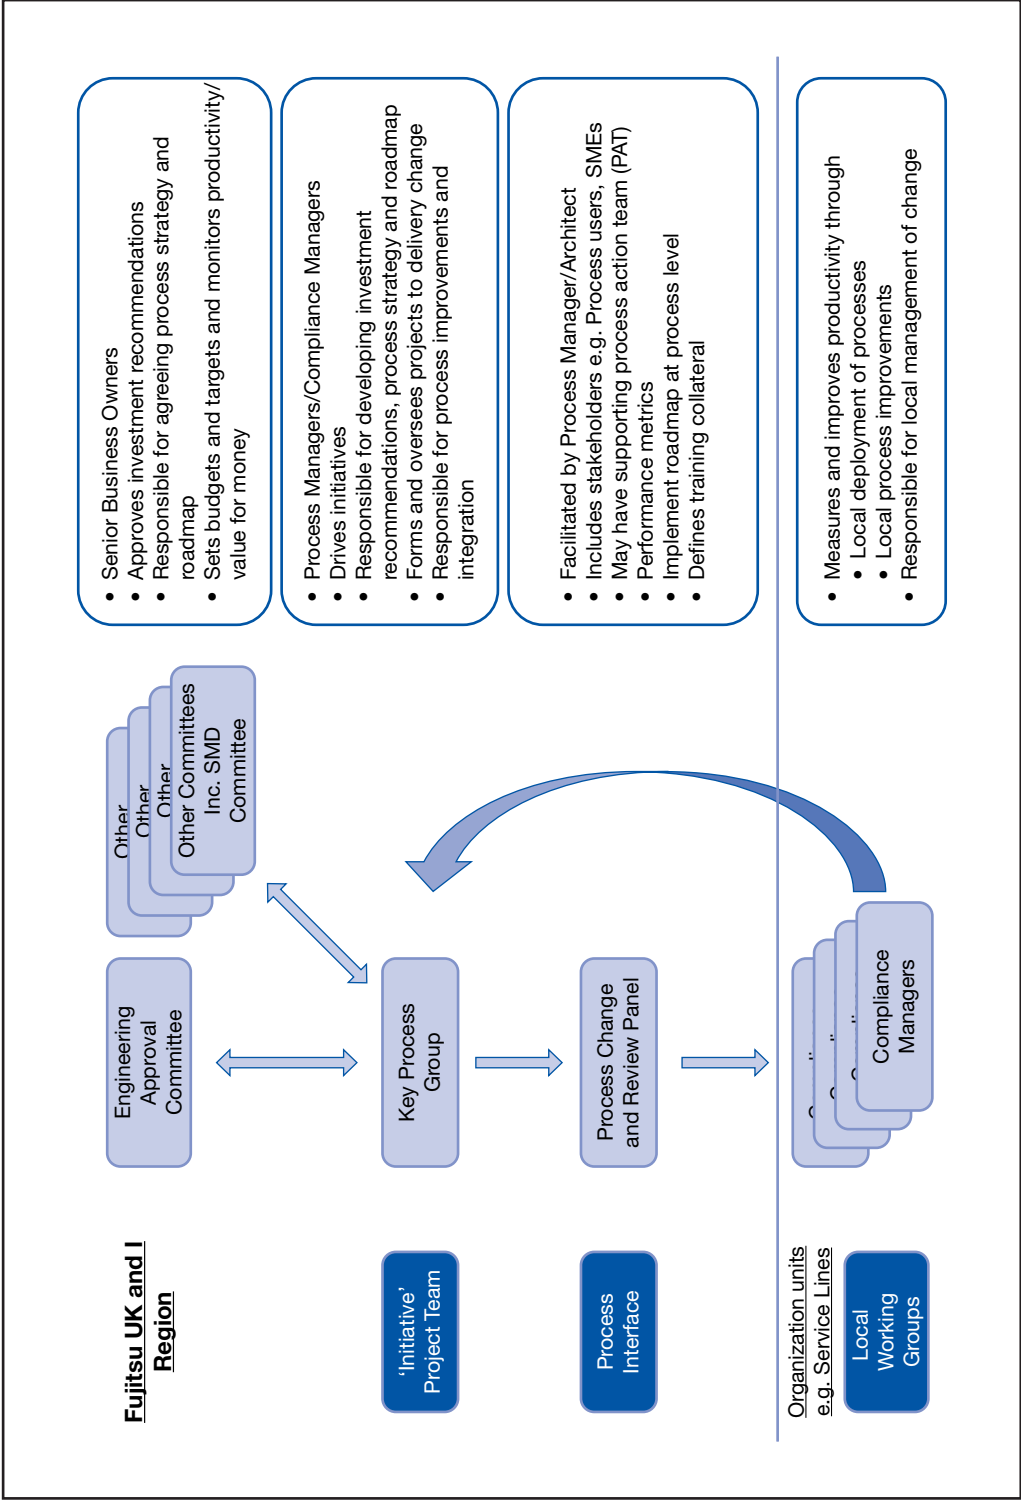 Fujitsu UK and I
Region
Engineering
Approval
Committee
Other
Other
Other
Other Committees
Inc. SMD
Committee
• Senior Business Owners
• Approves investment recommendations
• Responsible for agreeing process strategy and
roadmap
• Sets budgets and targets and monitors productivity/
value for money
‘Initiative’
Project Team
Key Process
Group
• Process Managers/Compliance Managers
• Drives initiatives
• Responsible for developing investment
recommendations, process strategy and roadmap
• Forms and oversees projects to delivery change
• Responsible for process improvements and
integration
Process
Interface
Process Change
and Review Panel
• Facilitated by Process Manager/Architect
• Includes stakeholders e.g. Process users, SMEs
• May have supporting process action team (PAT)
• Performance metrics
• Implement roadmap at process level
• Defines training collateral
Organization units
e.g. Service Lines
Local
Working
Groups
Compliance
Managers
• Measures and improves productivity through
• Local deployment of processes
• Local process improvements
• Responsible for local management of change